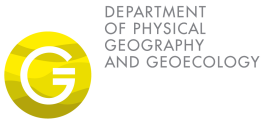 DEPARTMENT
OF PHYSICAL
GEOGRAPHY
AND GEOECOLOGY
G